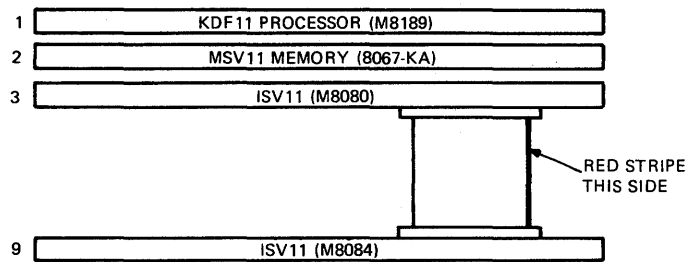 1 KDF11 PROCESSOR (M8189)
2 MSV11 MEMORY (8067-KA)
3 ISV11 (M8080)
RED STRIPE
THIS SIDE
9 ISV11 (M8084)